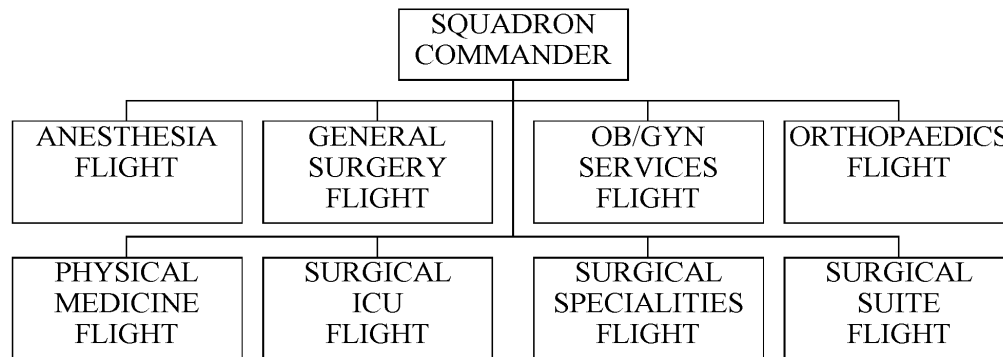 SQUADRON
COMMANDER
ANESTHESIA
FLIGHT
GENERAL
SURGERY
FLIGHT
OB/GYN
SERVICES
FLIGHT
ORTHOPAEDICS
FLIGHT
PHYSICAL
MEDICINE
FLIGHT
SURGICAL
ICU
FLIGHT
SURGICAL
SPECIALITIES
FLIGHT
SURGICAL
SUITE
FLIGHT